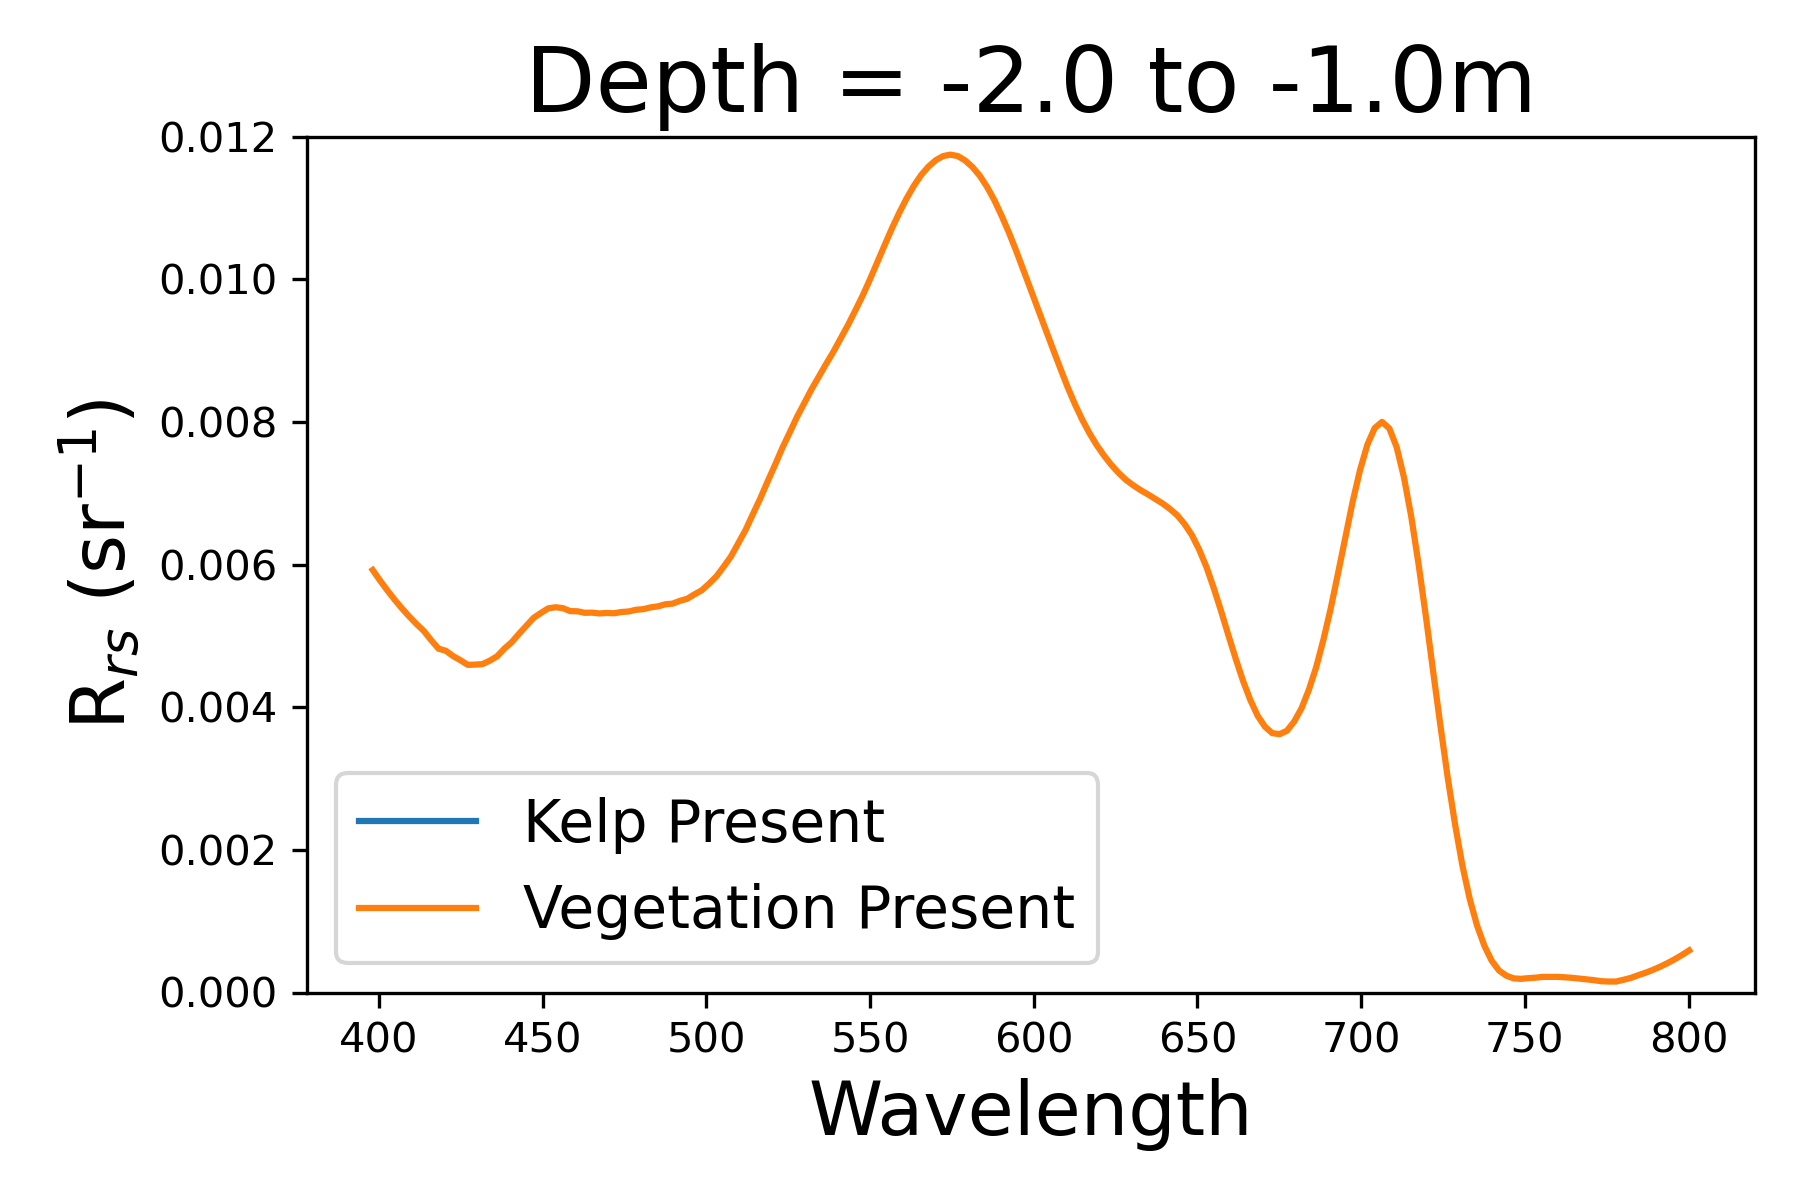 Depth = -2.0 to -1.0m
0.012
0.010
0.008
0.006
0.004
0.002
0.000
R_rs (sr⁻¹)
Kelp Present
Vegetation Present
400 450 500 550 600 650 700 750 800
Wavelength